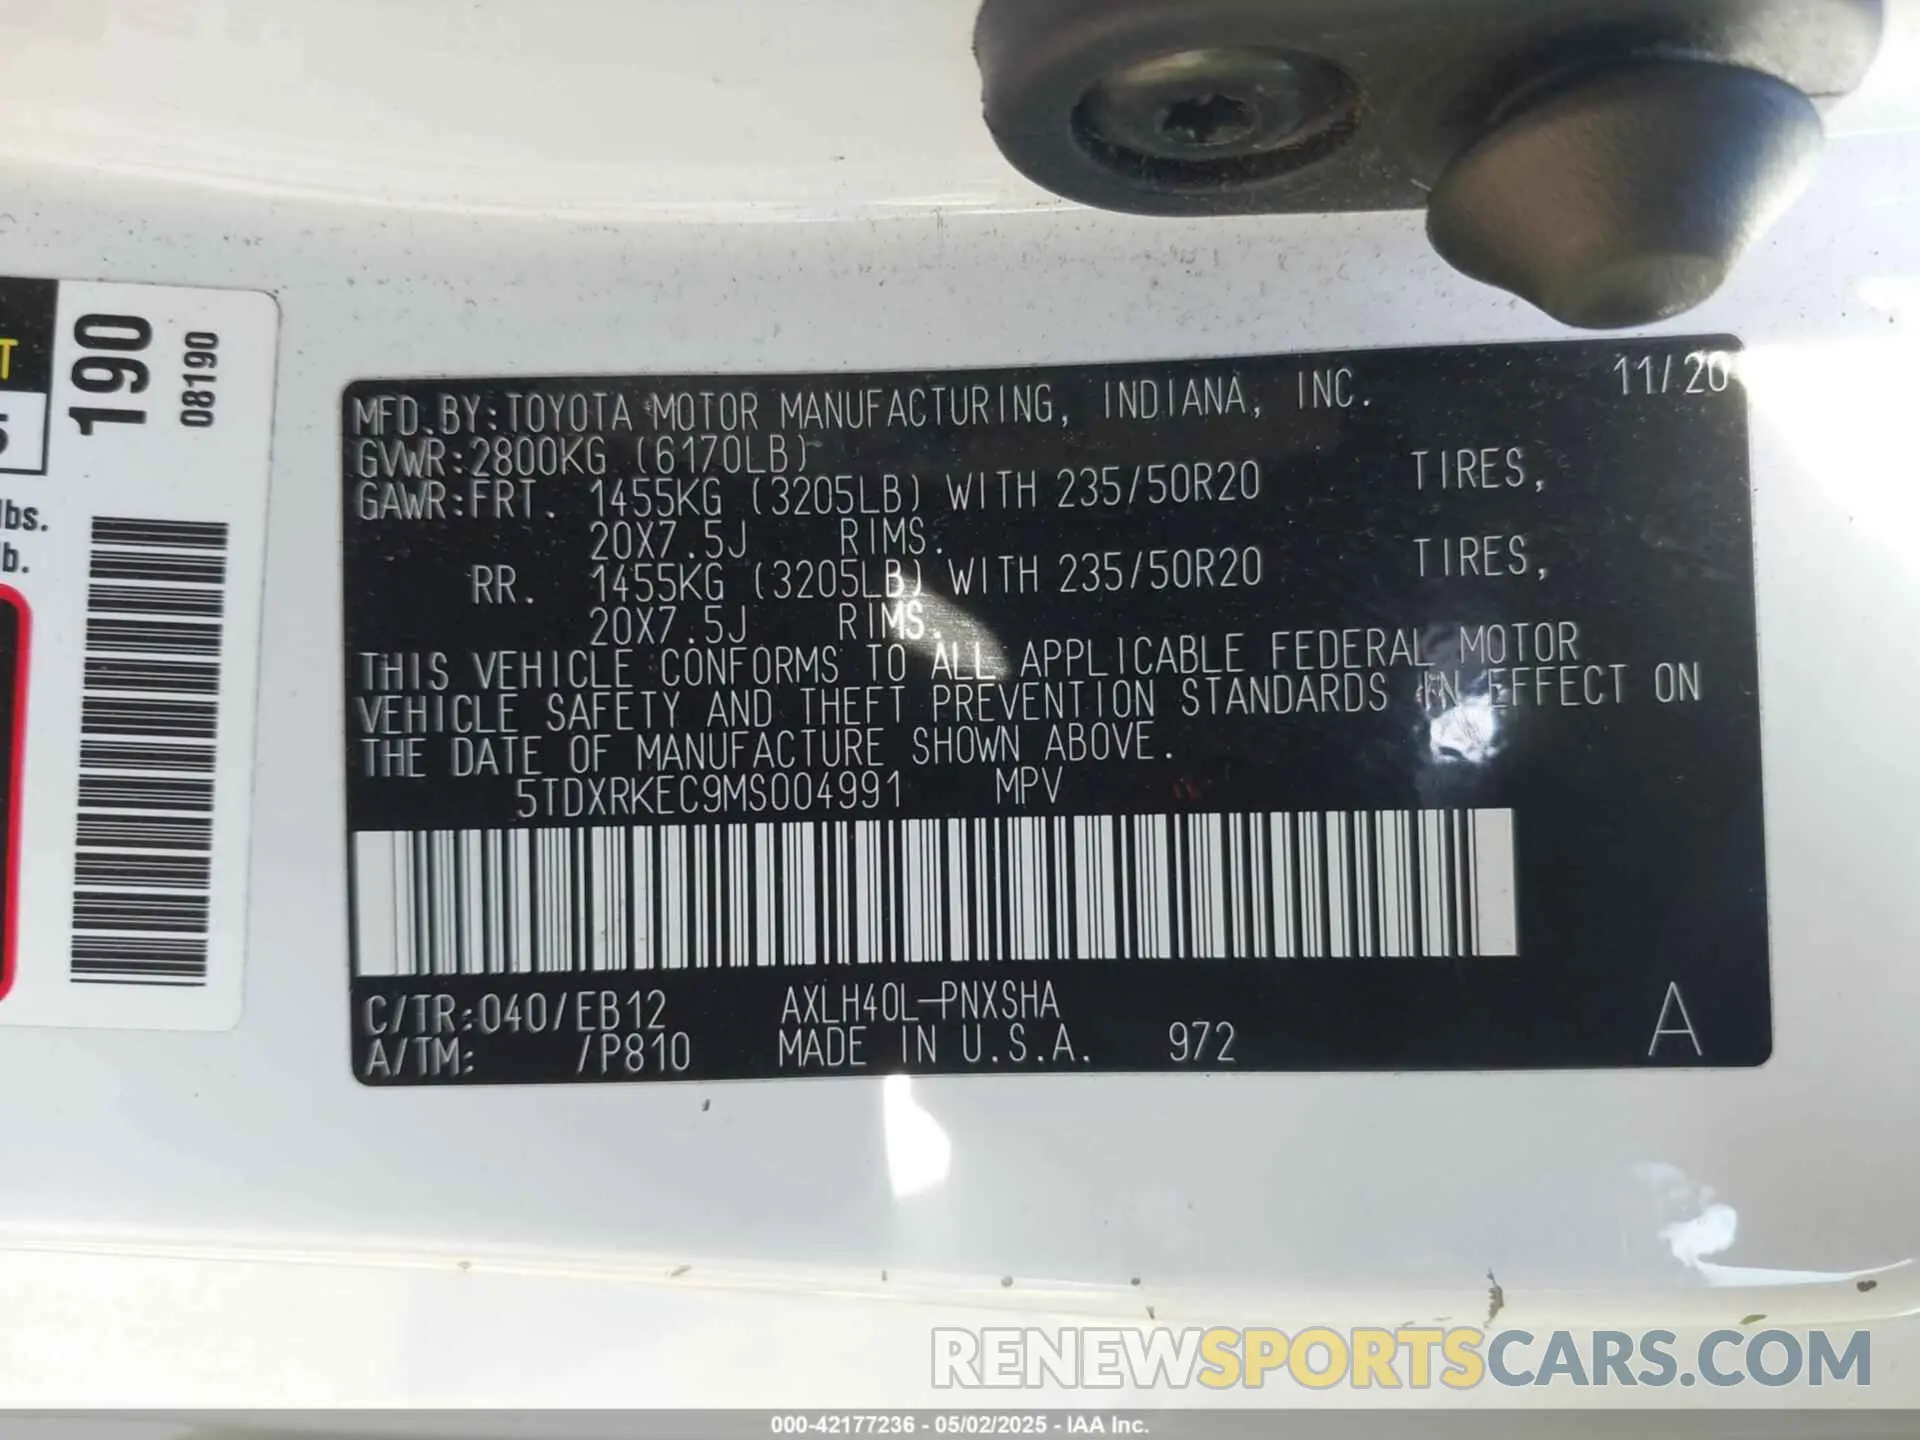 T
5
lbs.
lb.
190
08190
MFD.BY:TOYOTA MOTOR MANUFACTURING, INDIANA, INC. 11/20
GVWR:2800KG (6170LB)
GAWR:FRT. 1455KG (3205LB) WITH 235/50R20 TIRES,
20X7.5J RIMS.
RR. 1455KG (3205LB) WITH 235/50R20 TIRES,
20X7.5J RIMS.
THIS VEHICLE CONFORMS TO ALL APPLICABLE FEDERAL MOTOR
VEHICLE SAFETY AND THEFT PREVENTION STANDARDS IN EFFECT ON
THE DATE OF MANUFACTURE SHOWN ABOVE.
5TDXRKEC9MS004991 MPV
C/TR:040/EB12 AXLH40L-PNXSHA
A/TM: /P810 MADE IN U.S.A. 972 A
RENEWSPORTSCARS.COM
000-42177236 - 05/02/2025 - IAA Inc.